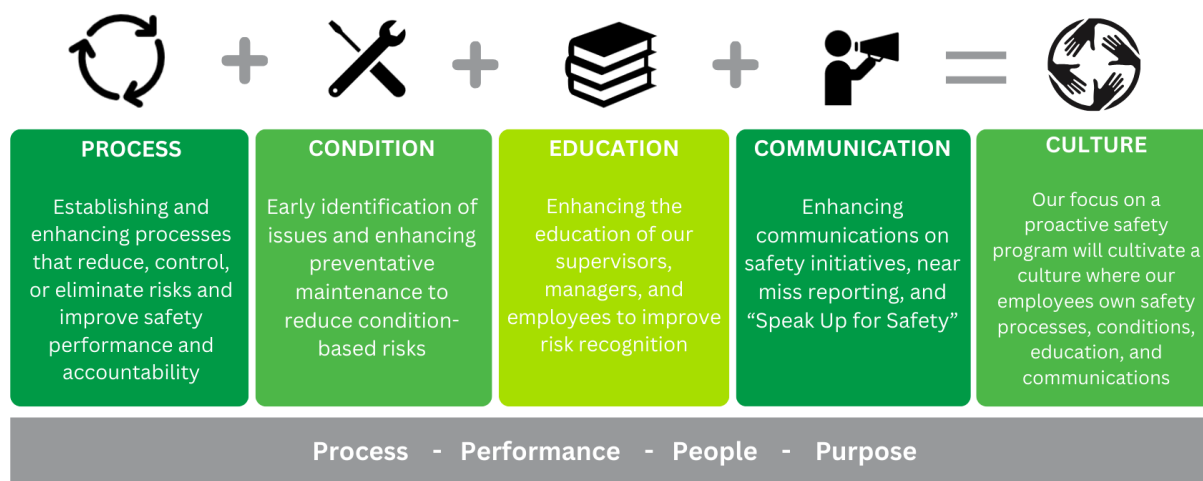 PROCESS
Establishing and
enhancing processes
that reduce, control,
or eliminate risks and
improve safety
performance and
accountability
CONDITION
Early identification of
issues and enhancing
preventative
maintenance to
reduce condition-
based risks
EDUCATION
Enhancing the
education of our
supervisors,
managers, and
employees to improve
risk recognition
COMMUNICATION
Enhancing
communications on
safety initiatives, near
miss reporting, and
“Speak Up for Safety”
CULTURE
Our focus on a
proactive safety
program will cultivate a
culture where our
employees own safety
processes, conditions,
education, and
communications
Process - Performance - People - Purpose